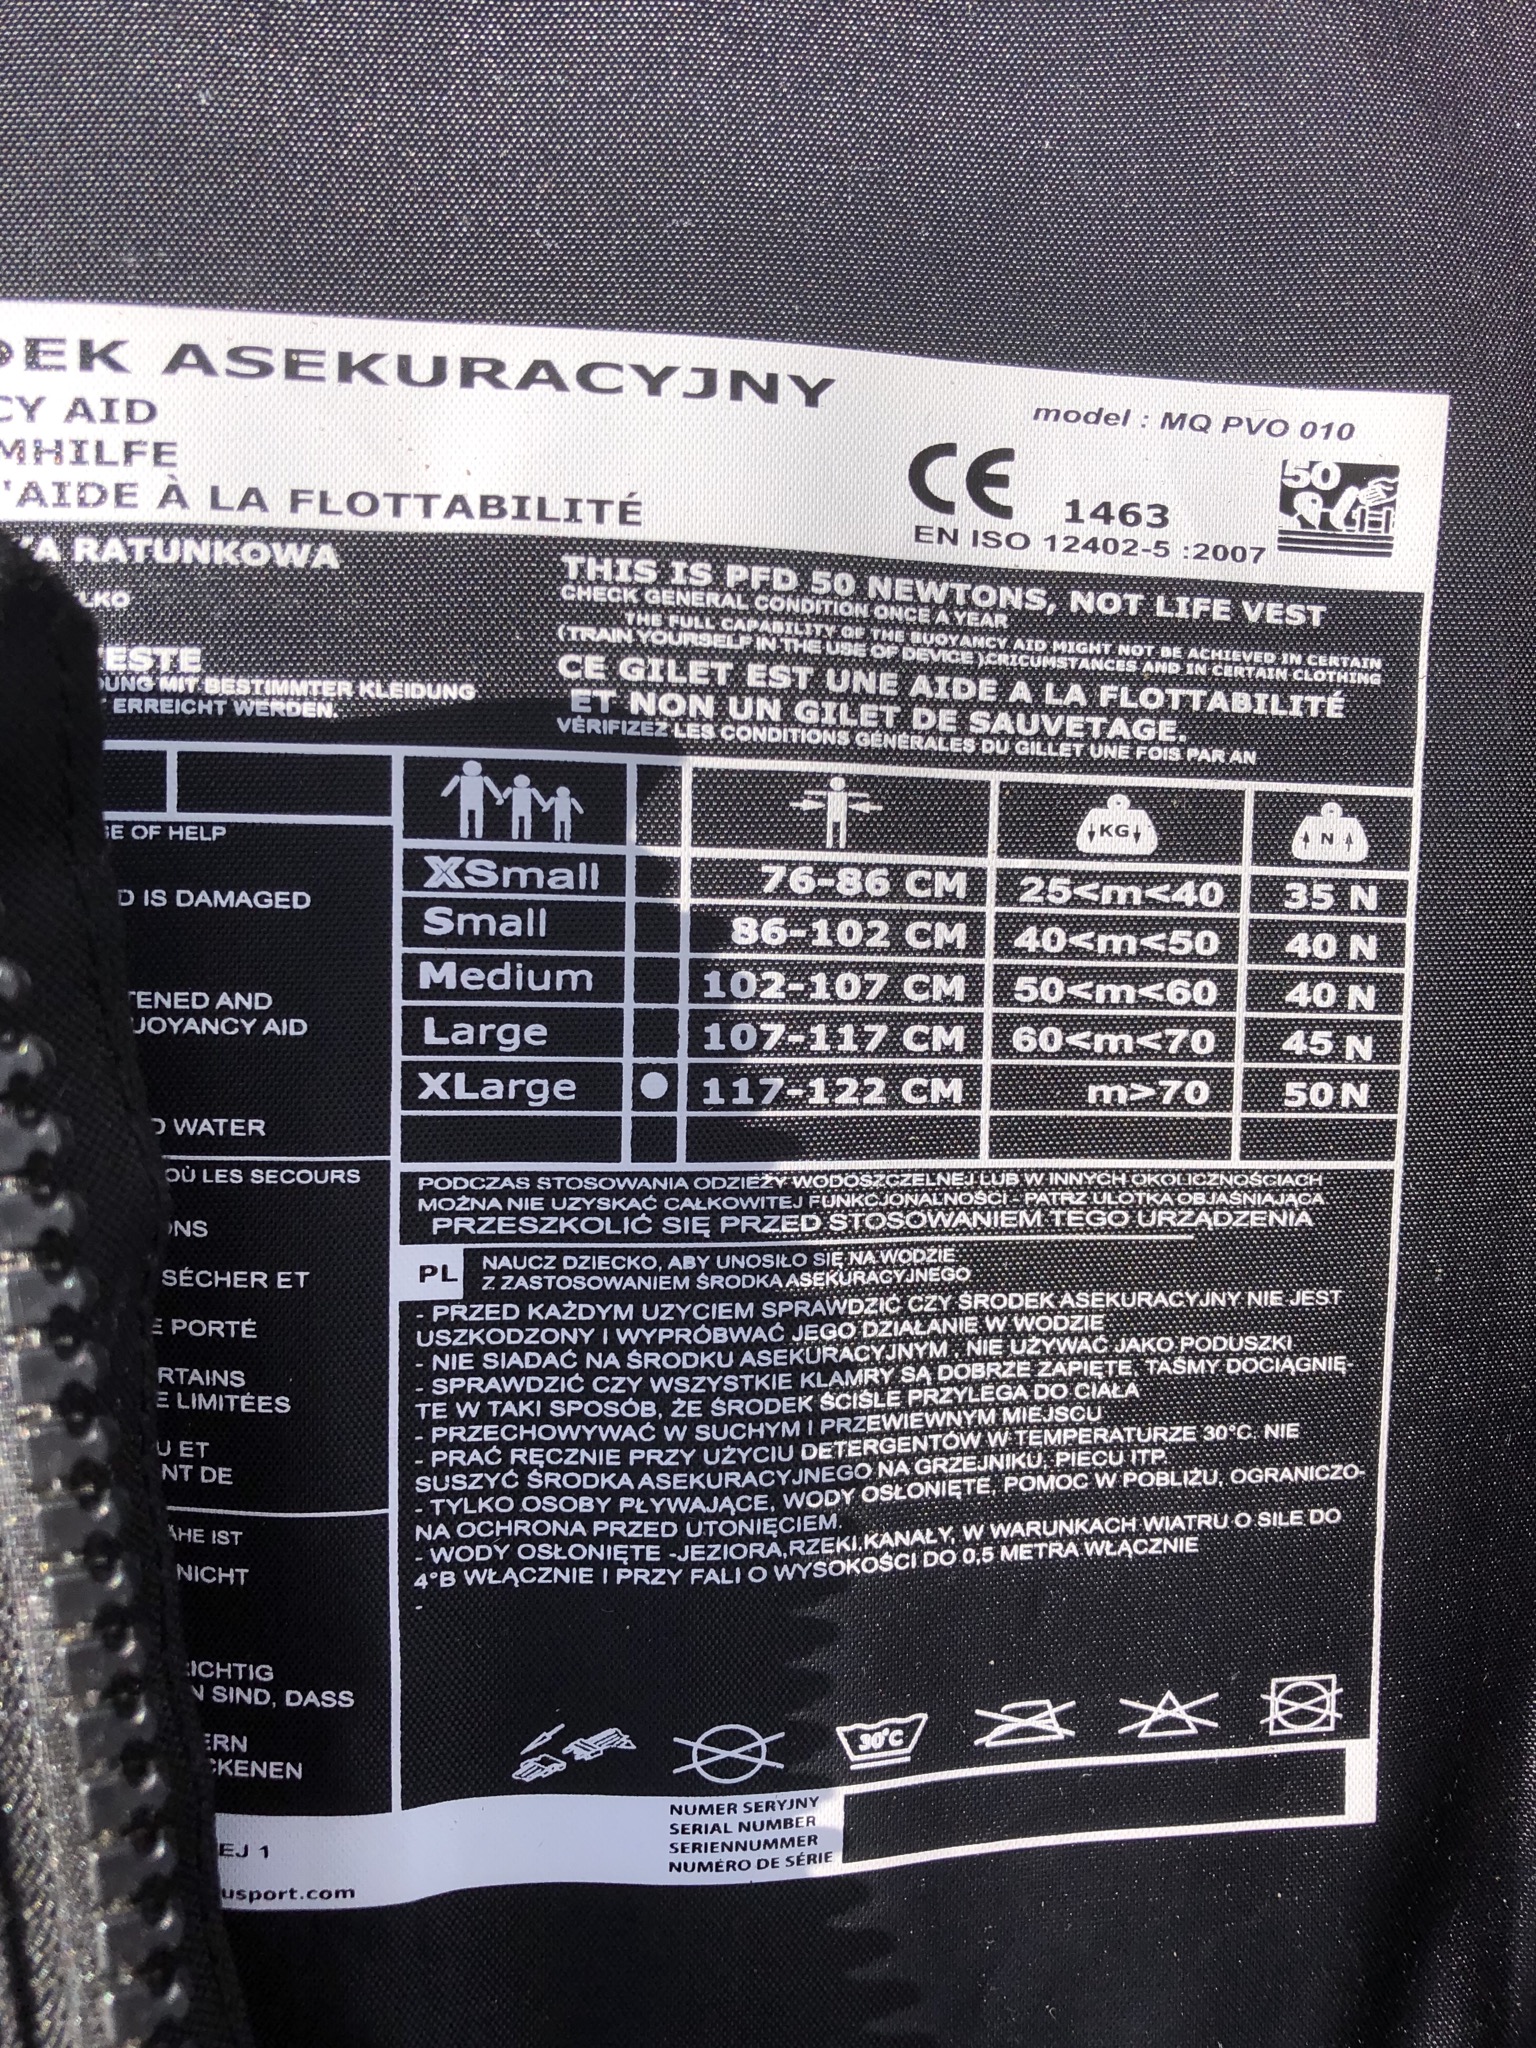 ASEKURACYJNY
CY AID
MHILFE
'AIDE À LA FLOTTABILITÉ
model : MQ PVO 010
CE 1463
EN ISO 12402-5 :2007
50
KA RATUNKOWA
LKO
ESTE
UNG MIT BESTIMMTER KLEIDUNG
ERREICHT WERDEN.
THIS IS PFD 50 NEWTONS, NOT LIFE VEST
CHECK GENERAL CONDITION ONCE A YEAR
THE FULL CAPABILITY OF THE BUOYANCY AID MIGHT NOT BE ACHIEVED IN CERTAIN
(TRAIN YOURSELF IN THE USE OF DEVICE ).CRICUMSTANCES AND IN CERTAIN CLOTHING
CE GILET EST UNE AIDE A LA FLOTTABILITÉ
ET NON UN GILET DE SAUVETAGE.
VÉRIFIEZ LES CONDITIONS GÉNÉRALES DU GILLET UNE FOIS PAR AN
KG N
XSmall 76-86 CM 25<m<40 35 N
Small 86-102 CM 40<m<50 40 N
Medium 102-107 CM 50<m<60 40 N
Large 107-117 CM 60<m<70 45 N
XLarge 117-122 CM m>70 50N
SE OF HELP
D IS DAMAGED
TENED AND
UOYANCY AID
D WATER
OÙ LES SECOURS
ONS
SÉCHER ET
E PORTÉ
RTAINS
E LIMITÉES
U ET
NT DE
ÄHE IST
NICHT
RICHTIG
N SIND, DASS
ERN
CKENEN
PODCZAS STOSOWANIA ODZIEŻY WODOSZCZELNEJ LUB W INNYCH OKOLICZNOŚCIACH
MOŻNA NIE UZYSKAĆ CAŁKOWITEJ FUNKCJONALNOŚCI - PATRZ ULOTKA OBJAŚNIAJĄCA
PRZESZKOLIĆ SIĘ PRZED STOSOWANIEM TEGO URZĄDZENIA
PL NAUCZ DZIECKO, ABY UNOSIŁO SIĘ NA WODZIE
Z ZASTOSOWANIEM ŚRODKA ASEKURACYJNEGO
- PRZED KAŻDYM UZYCIEM SPRAWDZIĆ CZY ŚRODEK ASEKURACYJNY NIE JEST
USZKODZONY I WYPRÓBWAĆ JEGO DZIAŁANIE W WODZIE
- NIE SIADAĆ NA ŚRODKU ASEKURACYJNYM , NIE UŻYWAĆ JAKO PODUSZKI
- SPRAWDZIĆ CZY WSZYSTKIE KLAMRY SĄ DOBRZE ZAPIĘTE, TAŚMY DOCIĄGNIĘ-
TE W TAKI SPOSÓB, ŻE ŚRODEK ŚCIŚLE PRZYLEGA DO CIAŁA
- PRZECHOWYWAĆ W SUCHYM I PRZEWIEWNYM MIEJSCU
- PRAĆ RĘCZNIE PRZY UŻYCIU DETERGENTÓW W TEMPERATURZE 30°C. NIE
SUSZYĆ ŚRODKA ASEKURACYJNEGO NA GRZEJNIKU, PIECU ITP.
- TYLKO OSOBY PŁYWAJĄCE, WODY OSŁONIĘTE, POMOC W POBLIŻU, OGRANICZO-
NA OCHRONA PRZED UTONIĘCIEM.
- WODY OSŁONIĘTE -JEZIORA,RZEKI,KANAŁY, W WARUNKACH WIATRU O SILE DO
4°B WŁĄCZNIE I PRZY FALI O WYSOKOŚCI DO 0,5 METRA WŁĄCZNIE
-
30°C
NUMER SERYJNY
SERIAL NUMBER
SERIENNUMMER
NUMÉRO DE SÉRIE
EJ 1
usport.com